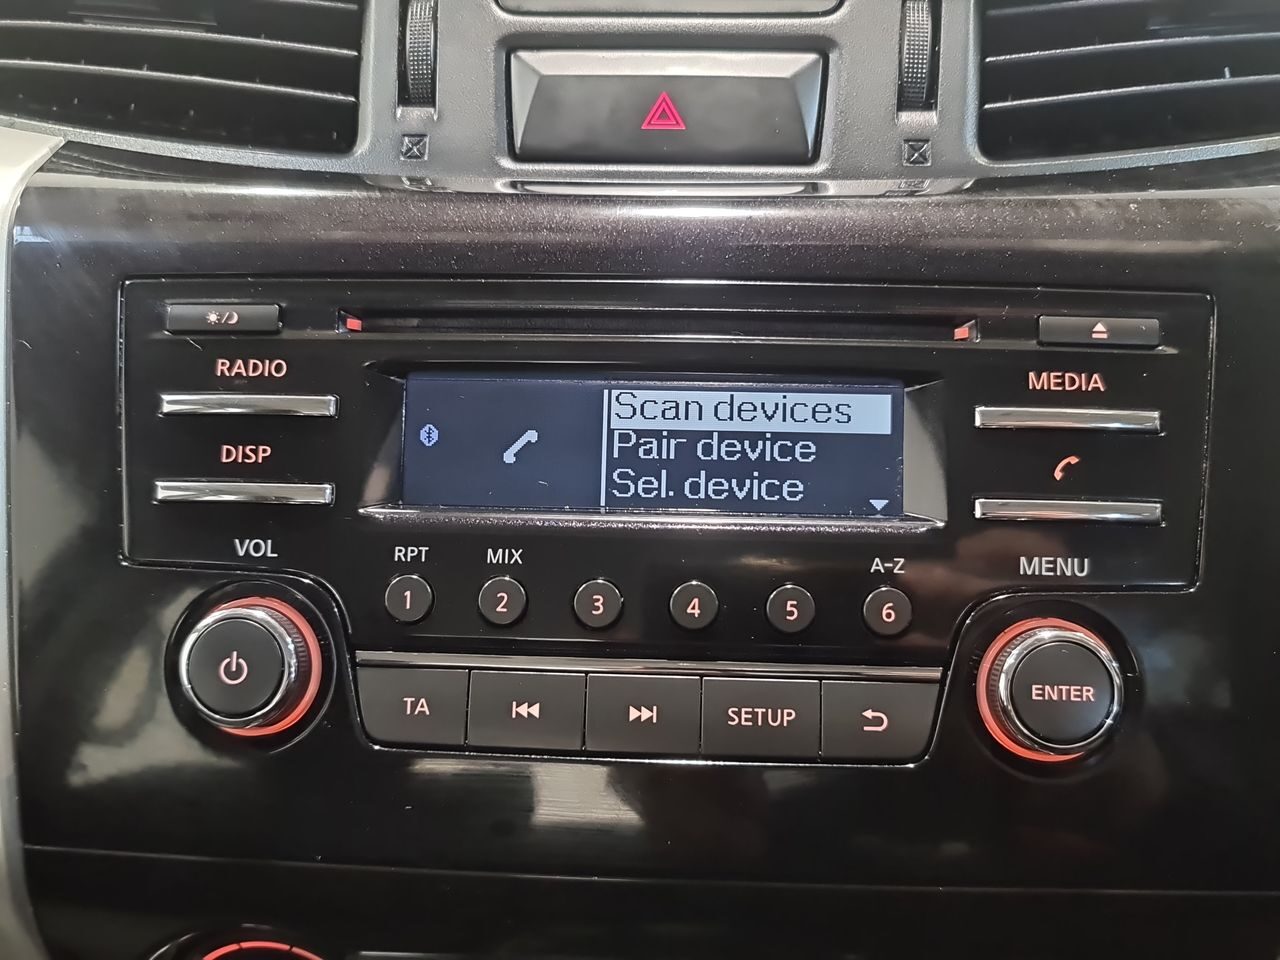 RADIO
MEDIA
DISP
Scan devices
Pair device
Sel. device
VOL
RPT
MIX
A-Z
MENU
1
2
3
4
5
6
TA
SETUP
ENTER